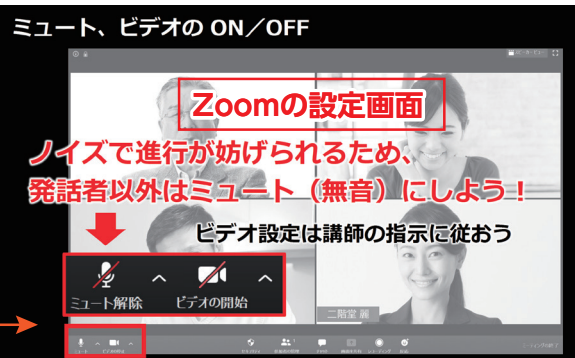 ミュート、ビデオの ON／OFF
Zoomの設定画面
ノイズで進行が妨げられるため、
発話者以外はミュート（無音）にしよう！
ビデオ設定は講師の指示に従おう
ミュート解除 ビデオの開始
二階堂
ミュート